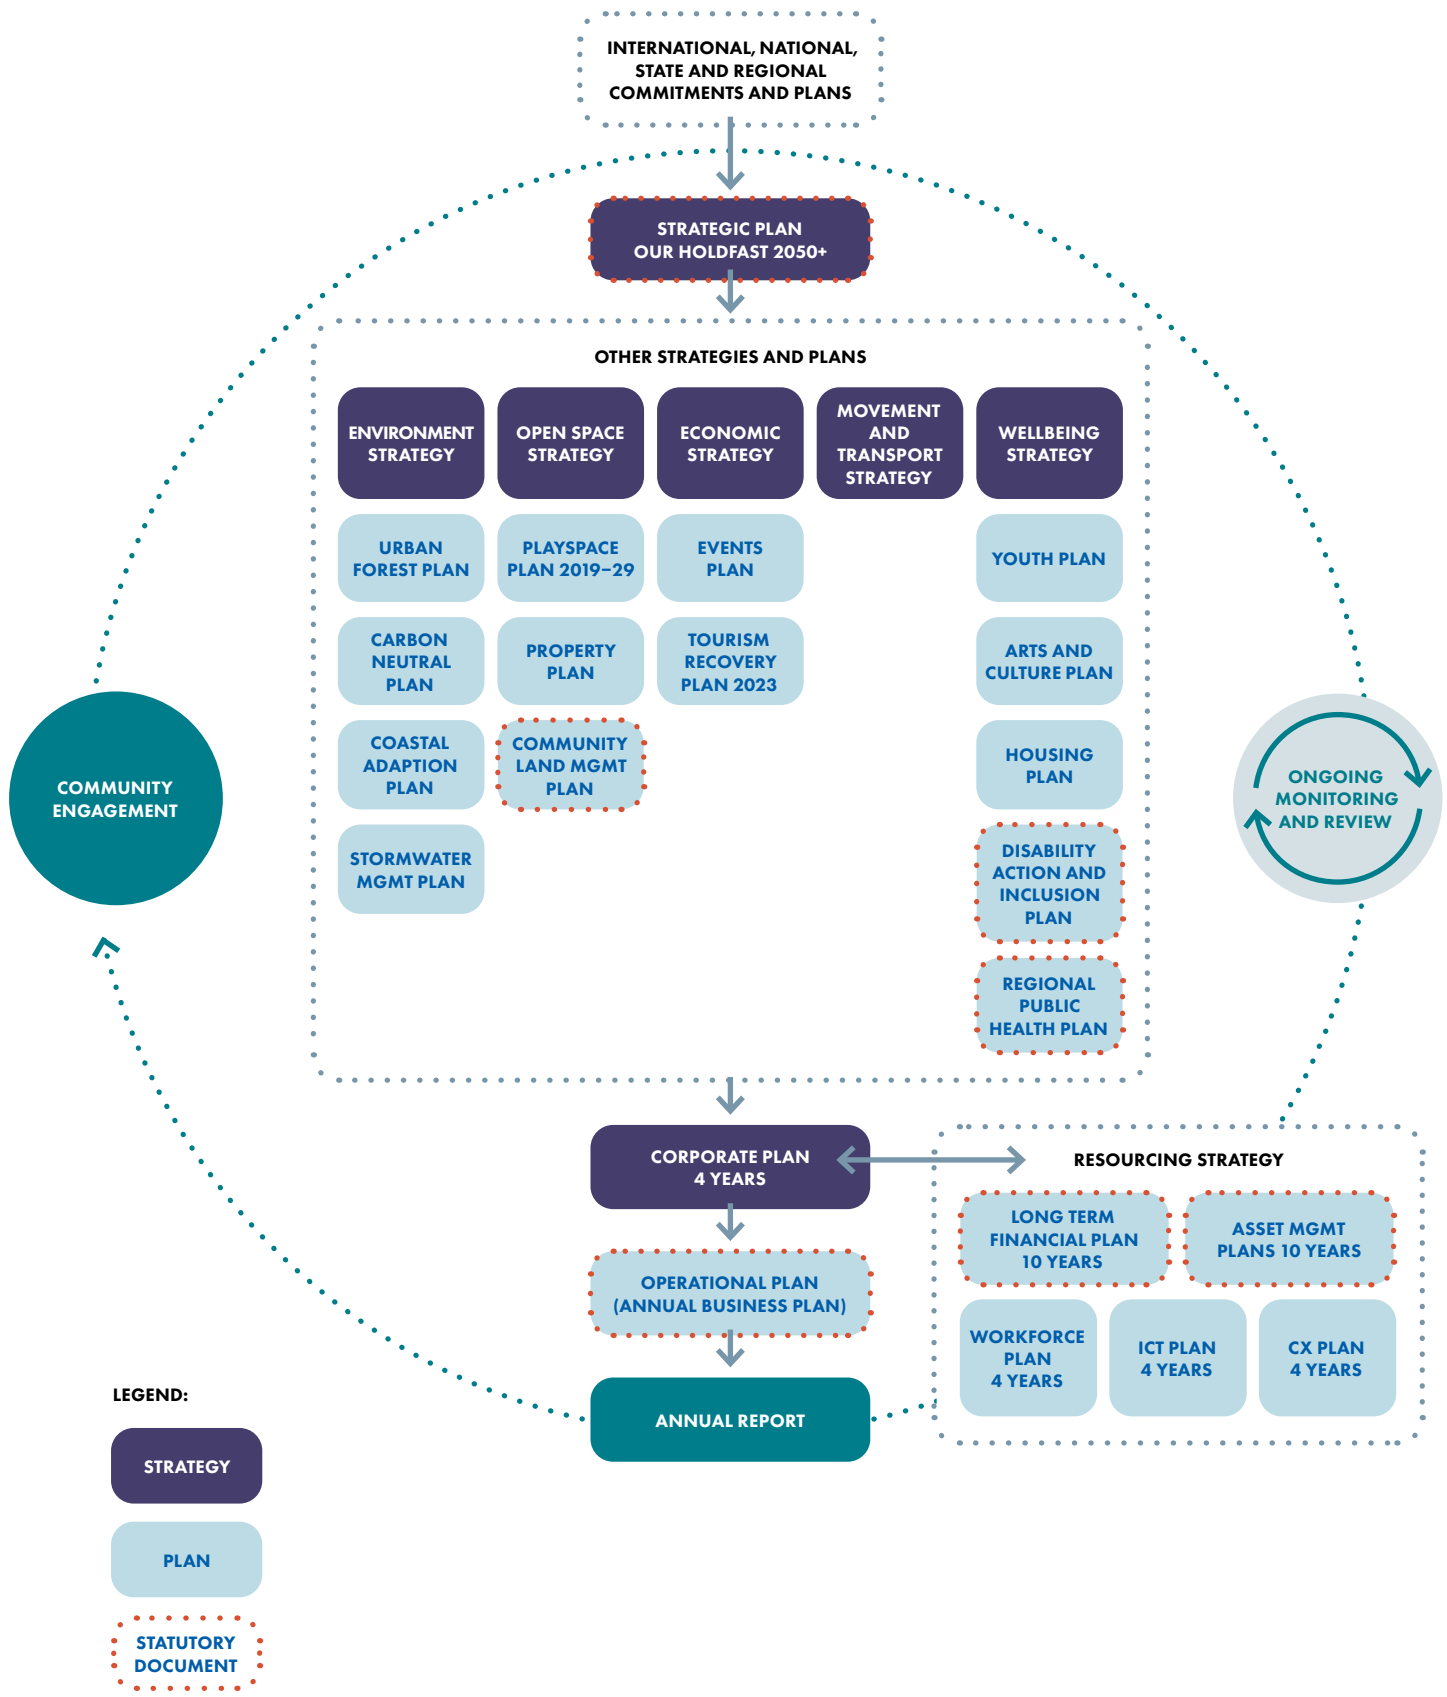 INTERNATIONAL, NATIONAL,
STATE AND REGIONAL
COMMITMENTS AND PLANS
STRATEGIC PLAN
OUR HOLDFAST 2050+
OTHER STRATEGIES AND PLANS
ENVIRONMENT
STRATEGY
OPEN SPACE
STRATEGY
ECONOMIC
STRATEGY
MOVEMENT
AND
TRANSPORT
STRATEGY
WELLBEING
STRATEGY
URBAN
FOREST PLAN
PLAYSPACE
PLAN 2019–29
EVENTS
PLAN
YOUTH PLAN
CARBON
NEUTRAL
PLAN
PROPERTY
PLAN
TOURISM
RECOVERY
PLAN 2023
ARTS AND
CULTURE PLAN
COASTAL
ADAPTION
PLAN
COMMUNITY
LAND MGMT
PLAN
HOUSING
PLAN
STORMWATER
MGMT PLAN
DISABILITY
ACTION AND
INCLUSION
PLAN
REGIONAL
PUBLIC
HEALTH PLAN
COMMUNITY
ENGAGEMENT
ONGOING
MONITORING
AND REVIEW
CORPORATE PLAN
4 YEARS
RESOURCING STRATEGY
LONG TERM
FINANCIAL PLAN
10 YEARS
ASSET MGMT
PLANS 10 YEARS
OPERATIONAL PLAN
(ANNUAL BUSINESS PLAN)
WORKFORCE
PLAN
4 YEARS
ICT PLAN
4 YEARS
CX PLAN
4 YEARS
ANNUAL REPORT
LEGEND:
STRATEGY
PLAN
STATUTORY
DOCUMENT